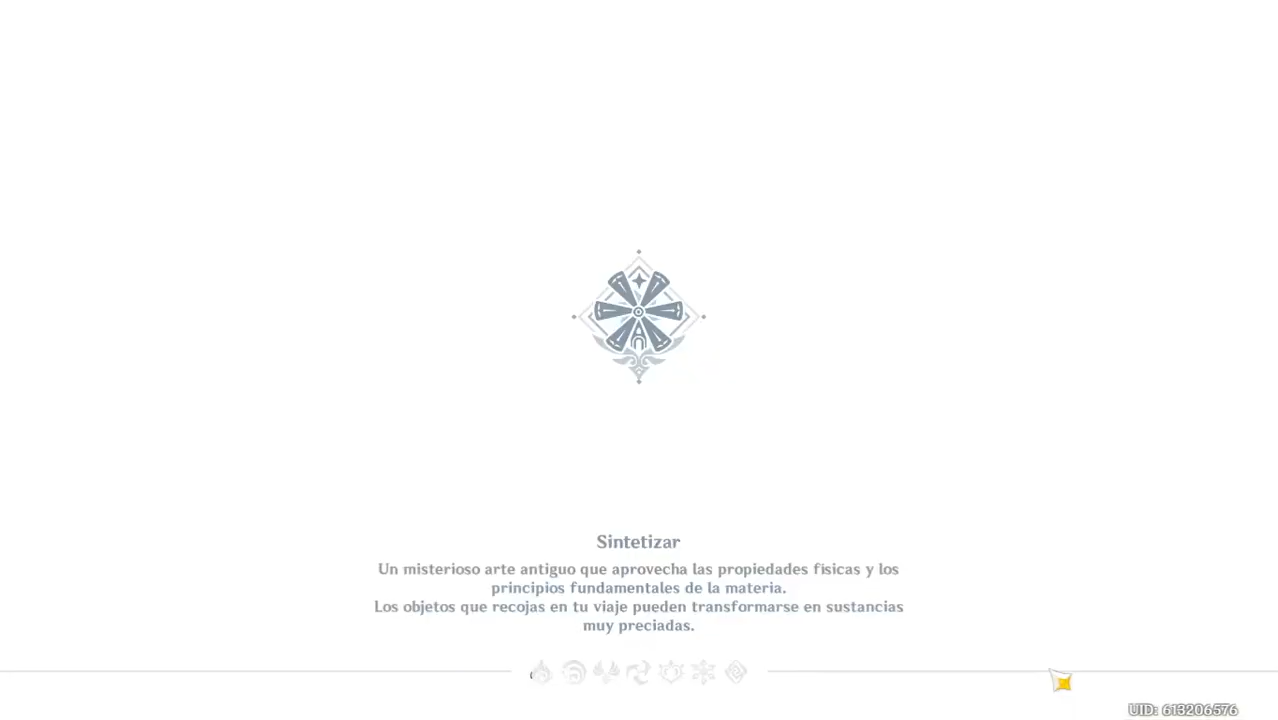 Sintetizar
Un misterioso arte antiguo que aprovecha las propiedades físicas y los
principios fundamentales de la materia.
Los objetos que recojas en tu viaje pueden transformarse en sustancias
muy preciadas.
UID: 613206576